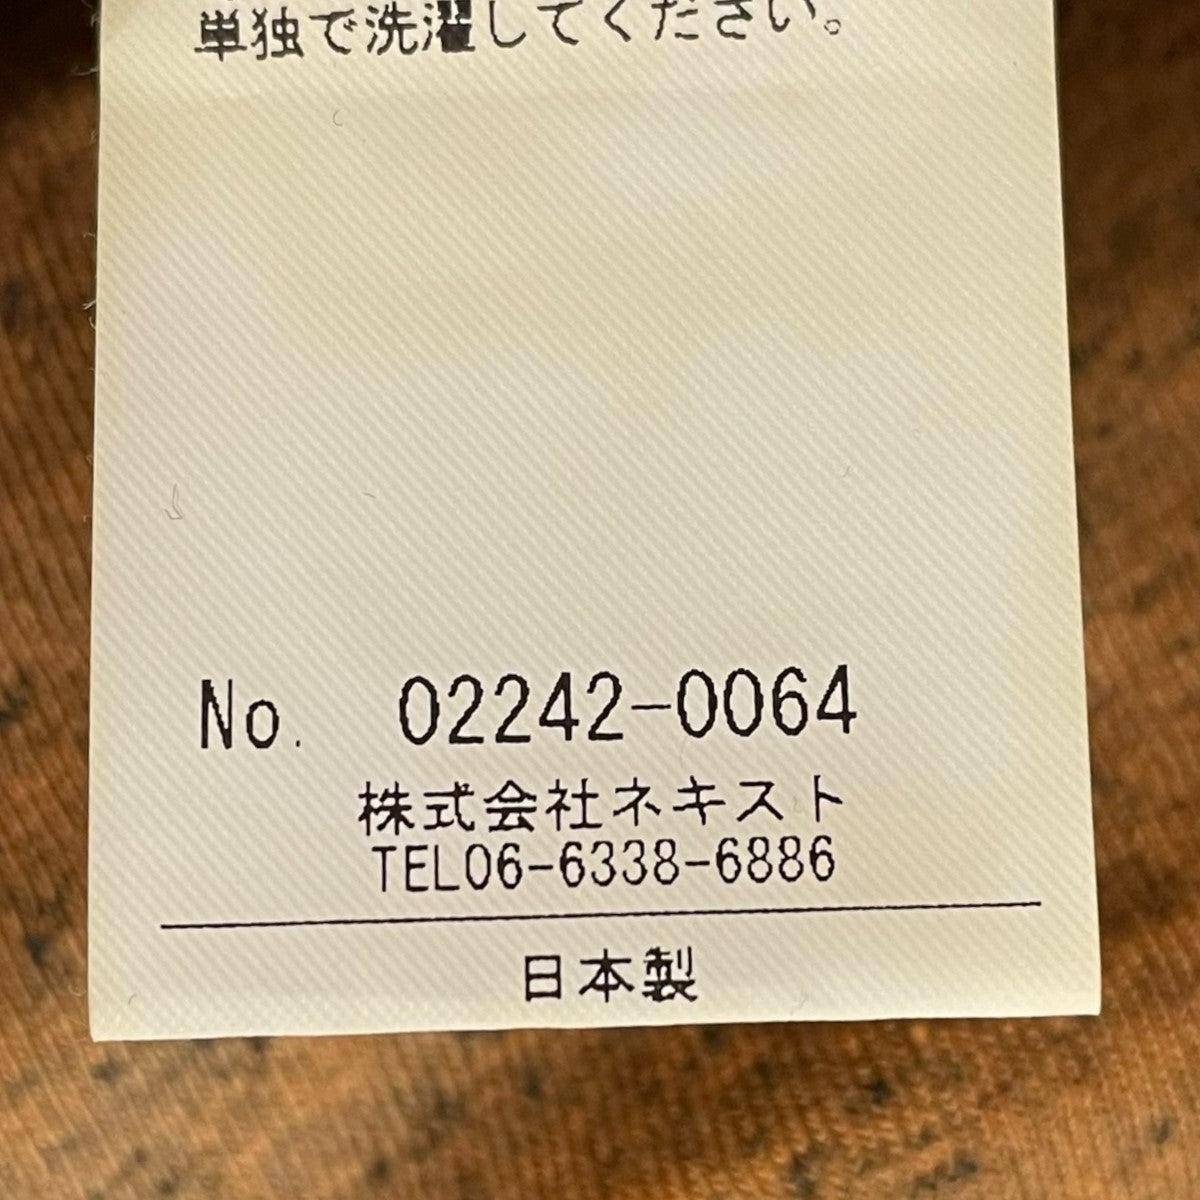 単独で洗濯してください。
No. 02242-0064
株式会社ネキスト
TEL06-6338-6886
日本製